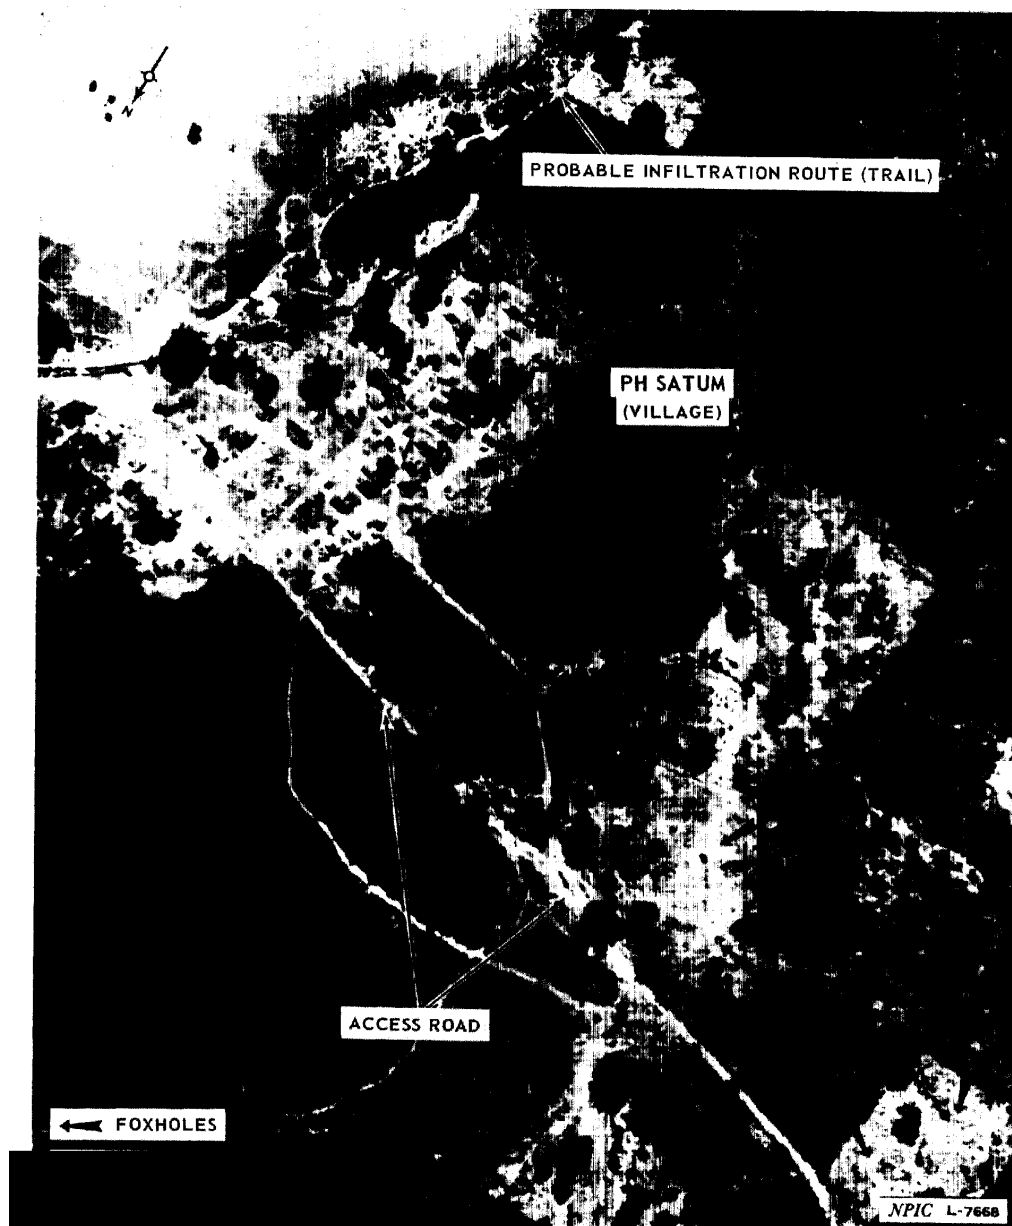 N
PROBABLE INFILTRATION ROUTE (TRAIL)
PH SATUM
(VILLAGE)
ACCESS ROAD
FOXHOLES
NPIC L-7668